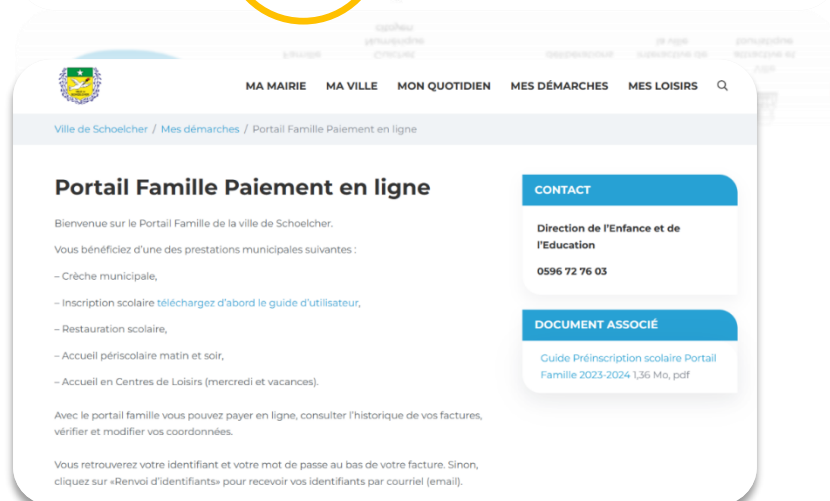 MA MAIRIE MA VILLE MON QUOTIDIEN MES DÉMARCHES MES LOISIRS
Ville de Schoelcher / Mes démarches / Portail Famille Paiement en ligne
Portail Famille Paiement en ligne
Bienvenue sur le Portail Famille de la ville de Schoelcher.
Vous bénéficiez d'une des prestations municipales suivantes :
– Crèche municipale,
– Inscription scolaire téléchargez d'abord le guide d'utilisateur,
– Restauration scolaire,
– Accueil périscolaire matin et soir,
– Accueil en Centres de Loisirs (mercredi et vacances).
Avec le portail famille vous pouvez payer en ligne, consulter l'historique de vos factures,
vérifier et modifier vos coordonnées.
Vous retrouverez votre identifiant et votre mot de passe au bas de votre facture. Sinon,
cliquez sur «Renvoi d'identifiants» pour recevoir vos identifiants par courriel (email).
CONTACT
Direction de l'Enfance et de
l'Education
0596 72 76 03
DOCUMENT ASSOCIÉ
Guide Préinscription scolaire Portail
Famille 2023-2024 1,36 Mo, pdf